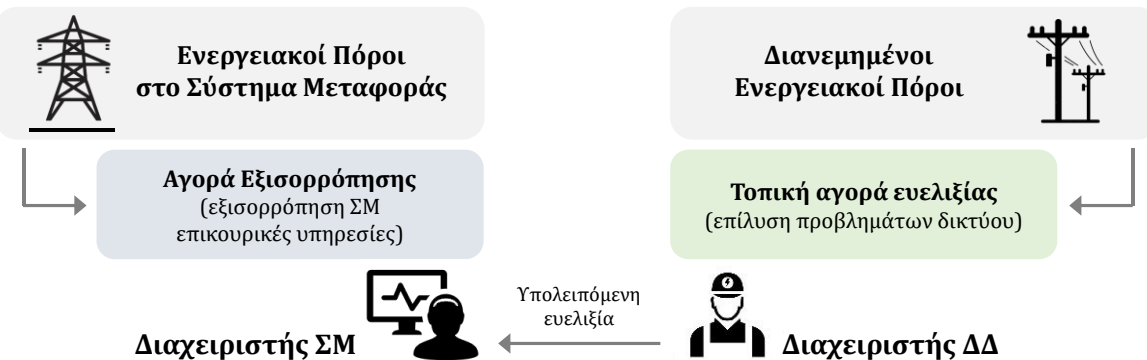 Ενεργειακοί Πόροι
στο Σύστημα Μεταφοράς
Διανεμημένοι
Ενεργειακοί Πόροι
Αγορά Εξισορρόπησης
(εξισορρόπηση ΣΜ
επικουρικές υπηρεσίες)
Τοπική αγορά ευελιξίας
(επίλυση προβλημάτων δικτύου)
Υπολειπόμενη
ευελιξία
Διαχειριστής ΣΜ
Διαχειριστής ΔΔ